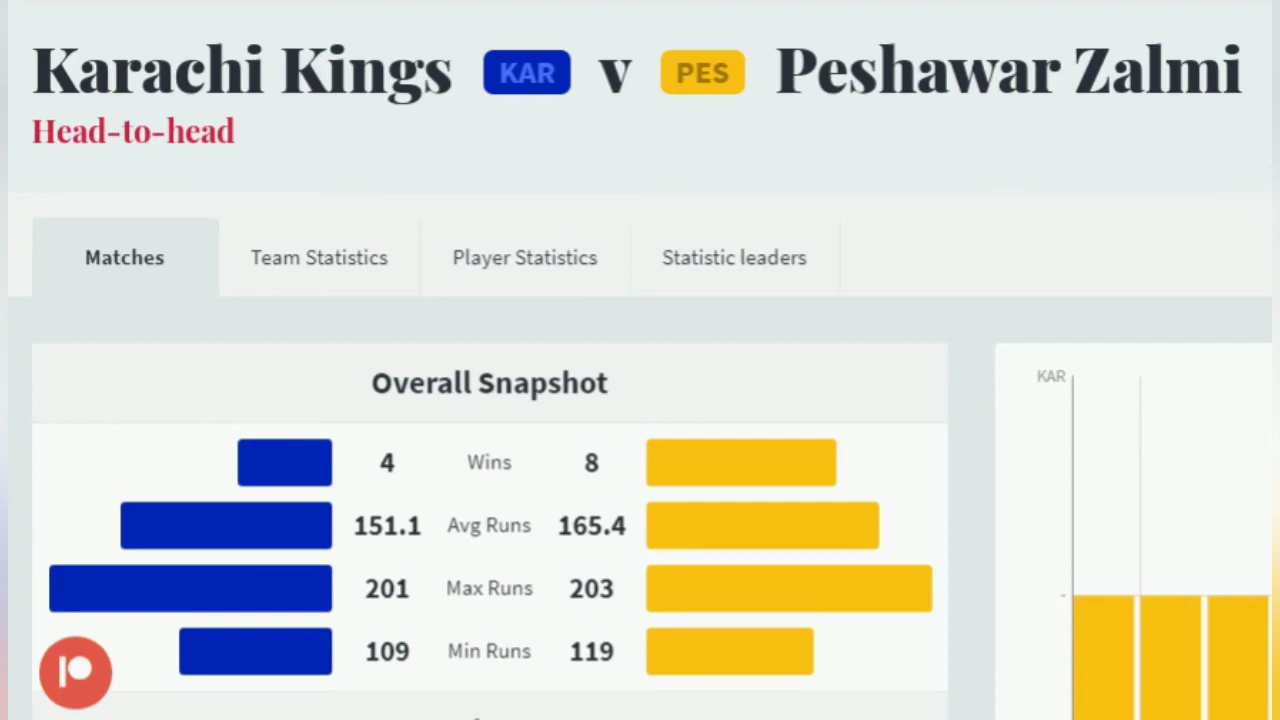 Karachi Kings KAR v PES Peshawar Zalmi
Head-to-head
Matches Team Statistics Player Statistics Statistic leaders
Overall Snapshot
KAR
4 Wins 8
151.1 Avg Runs 165.4
201 Max Runs 203
-
109 Min Runs 119